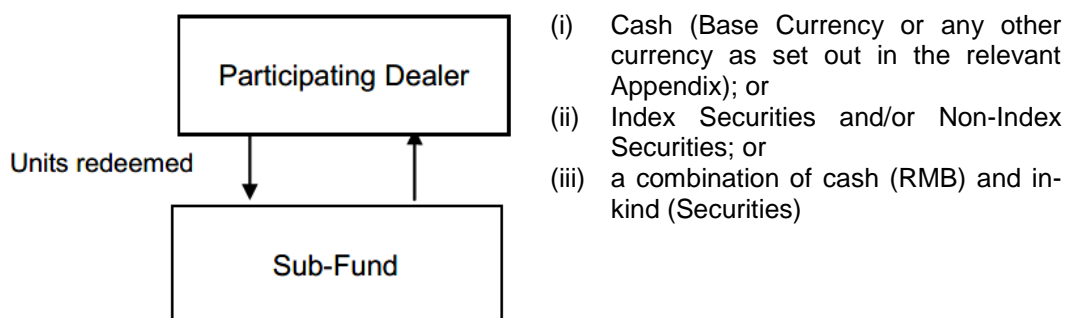 Participating Dealer
Units redeemed
Sub-Fund
(i) Cash (Base Currency or any other
currency as set out in the relevant
Appendix); or
(ii) Index Securities and/or Non-Index
Securities; or
(iii) a combination of cash (RMB) and in-
kind (Securities)